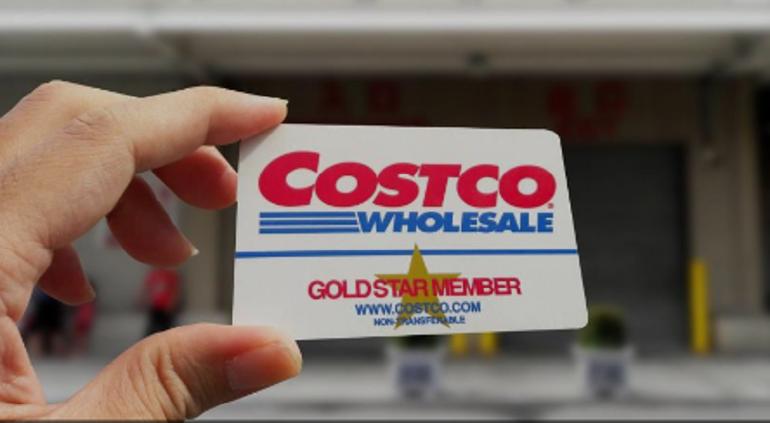 COSTCO
WHOLESALE
GOLD STAR MEMBER
WWW.COSTCO.COM
NON-TRANSFERABLE